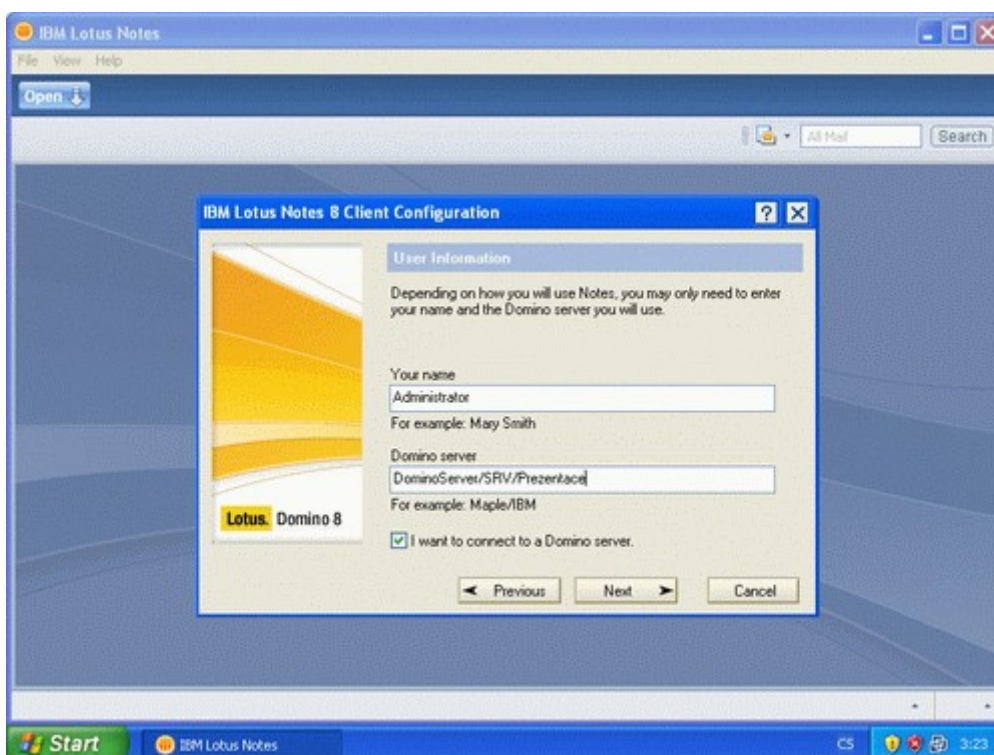 IBM Lotus Notes
File View Help
Open
All Mail Search
IBM Lotus Notes 8 Client Configuration
User Information
Depending on how you will use Notes, you may only need to enter
your name and the Domino server you will use.
Your name
Administrator
For example: Mary Smith
Domino server
DominoServer/SRV/Prezentace
For example: Maple/IBM
Lotus. Domino 8
I want to connect to a Domino server.
Previous Next Cancel
Start IBM Lotus Notes CS 3:23